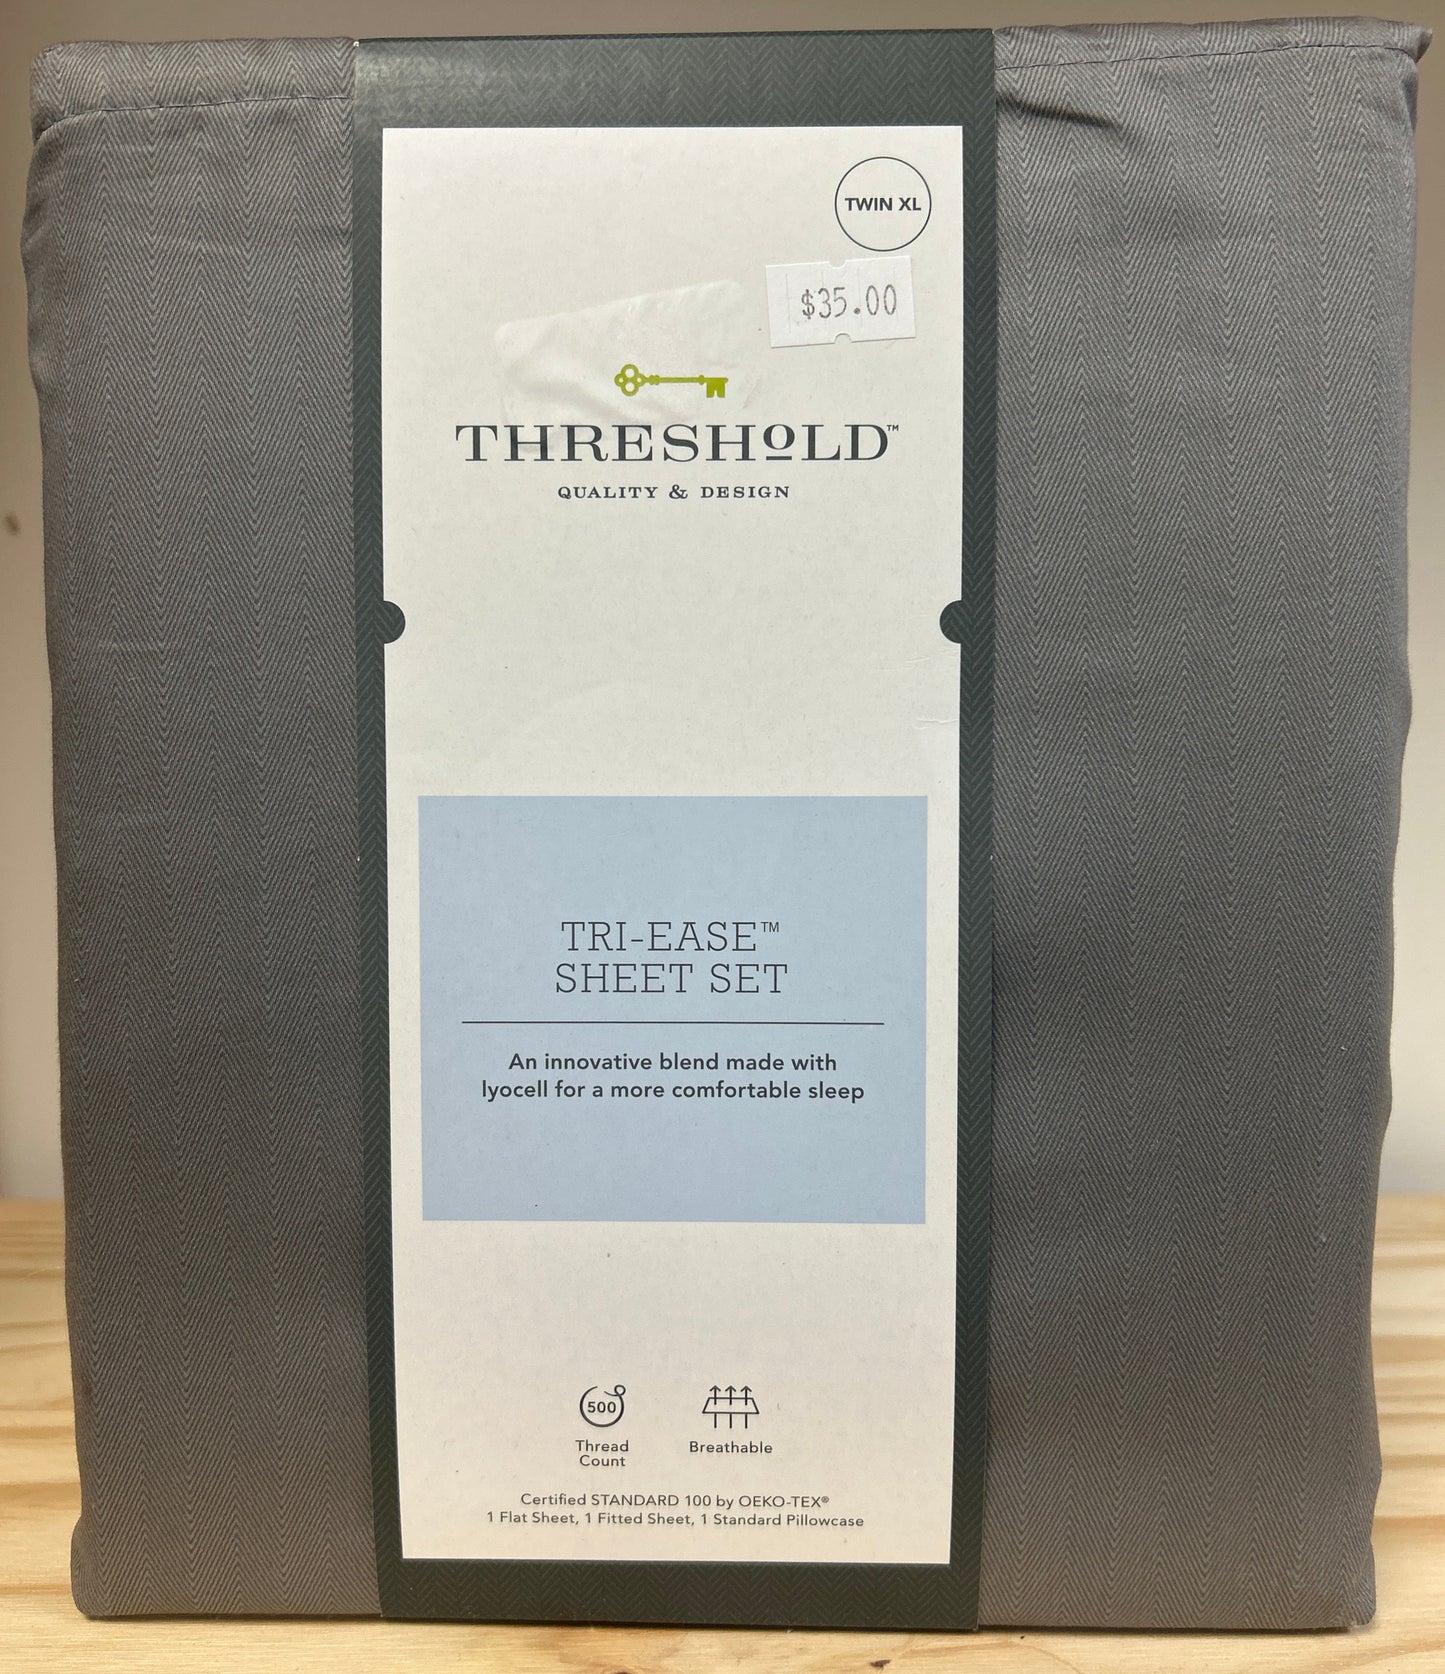 TWIN XL
$35.00
THRESHOLD™
QUALITY & DESIGN
TRI-EASE™
SHEET SET
An innovative blend made with
lyocell for a more comfortable sleep
500
Thread
Count
Breathable
Certified STANDARD 100 by OEKO-TEX®
1 Flat Sheet, 1 Fitted Sheet, 1 Standard Pillowcase